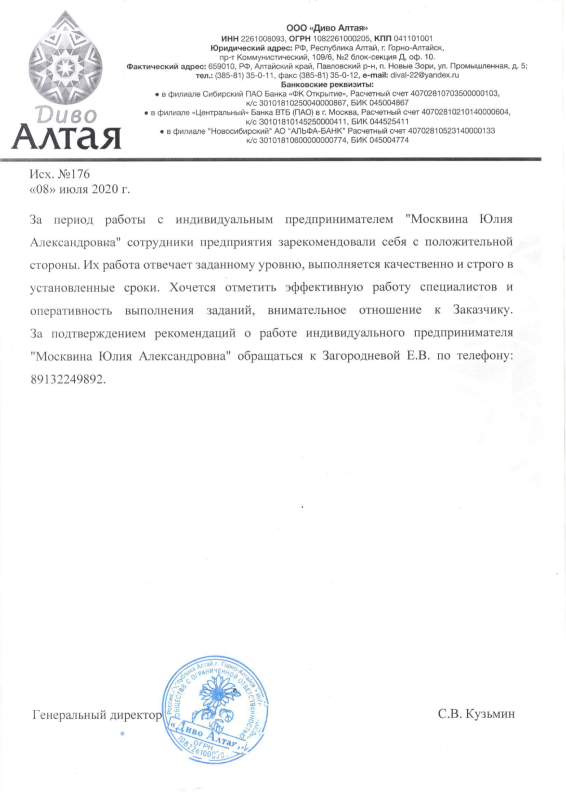 Диво
Алтая
ООО «Диво Алтая»
ИНН 2261008093, ОГРН 1082261000205, КПП 041101001
Юридический адрес: РФ, Республика Алтай, г. Горно-Алтайск,
пр-т Коммунистический, 109/6, №2 блок-секция Д, оф. 10.
Фактический адрес: 659010, РФ, Алтайский край, Павловский р-н, п. Новые Зори, ул. Промышленная, д. 5;
тел.: (385-81) 35-0-11, факс (385-81) 35-0-12, e-mail: dival-22@yandex.ru
Банковские реквизиты:
● в филиале Сибирский ПАО Банка «ФК Открытие», Расчетный счет 40702810703500000103,
к/с 30101810250040000867, БИК 045004867
● в филиале «Центральный» Банка ВТБ (ПАО) в г. Москва, Расчетный счет 40702810210140000604,
к/с 30101810145250000411, БИК 044525411
● в филиале "Новосибирский" АО "АЛЬФА-БАНК" Расчетный счет 40702810523140000133
к/с 30101810600000000774, БИК 045004774
Исх. №176
«08» июля 2020 г.
За период работы с индивидуальным предпринимателем "Москвина Юлия
Александровна" сотрудники предприятия зарекомендовали себя с положительной
стороны. Их работа отвечает заданному уровню, выполняется качественно и строго в
установленные сроки. Хочется отметить эффективную работу специалистов и
оперативность выполнения заданий, внимательное отношение к Заказчику.
За подтверждением рекомендаций о работе индивидуального предпринимателя
"Москвина Юлия Александровна" обращаться к Загородневой Е.В. по телефону:
89132249892.
Генеральный директор
С.В. Кузьмин
ОБЩЕСТВО С ОГРАНИЧЕННОЙ ОТВЕТСТВЕННОСТЬЮ
«Диво Алтая»
ОГРН